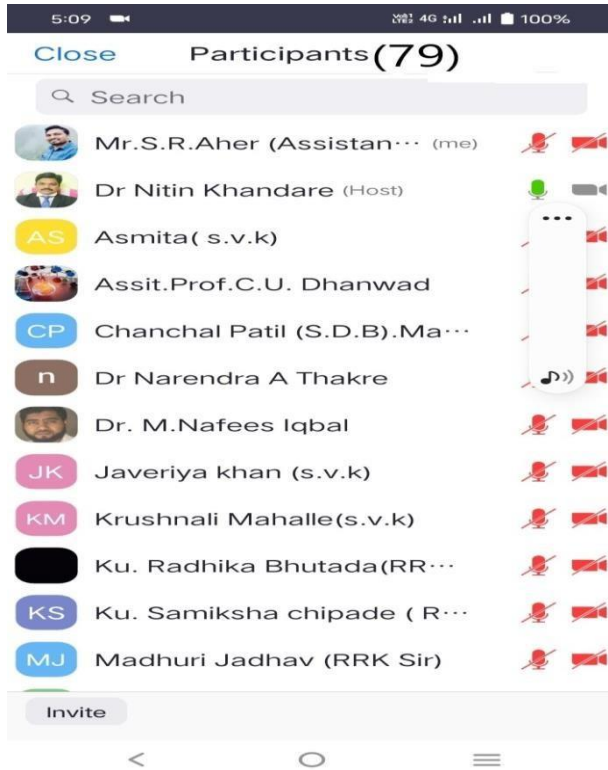 5:09 VoLTE2 4G 100%
Close Participants(79)
Search
Mr.S.R.Aher (Assistan··· (me)
Dr Nitin Khandare (Host)
AS Asmita( s.v.k)
Assit.Prof.C.U. Dhanwad
CP Chanchal Patil (S.D.B).Ma···
n Dr Narendra A Thakre
Dr. M.Nafees Iqbal
JK Javeriya khan (s.v.k)
KM Krushnali Mahalle(s.v.k)
Ku. Radhika Bhutada(RR···
KS Ku. Samiksha chipade ( R···
MJ Madhuri Jadhav (RRK Sir)
Invite